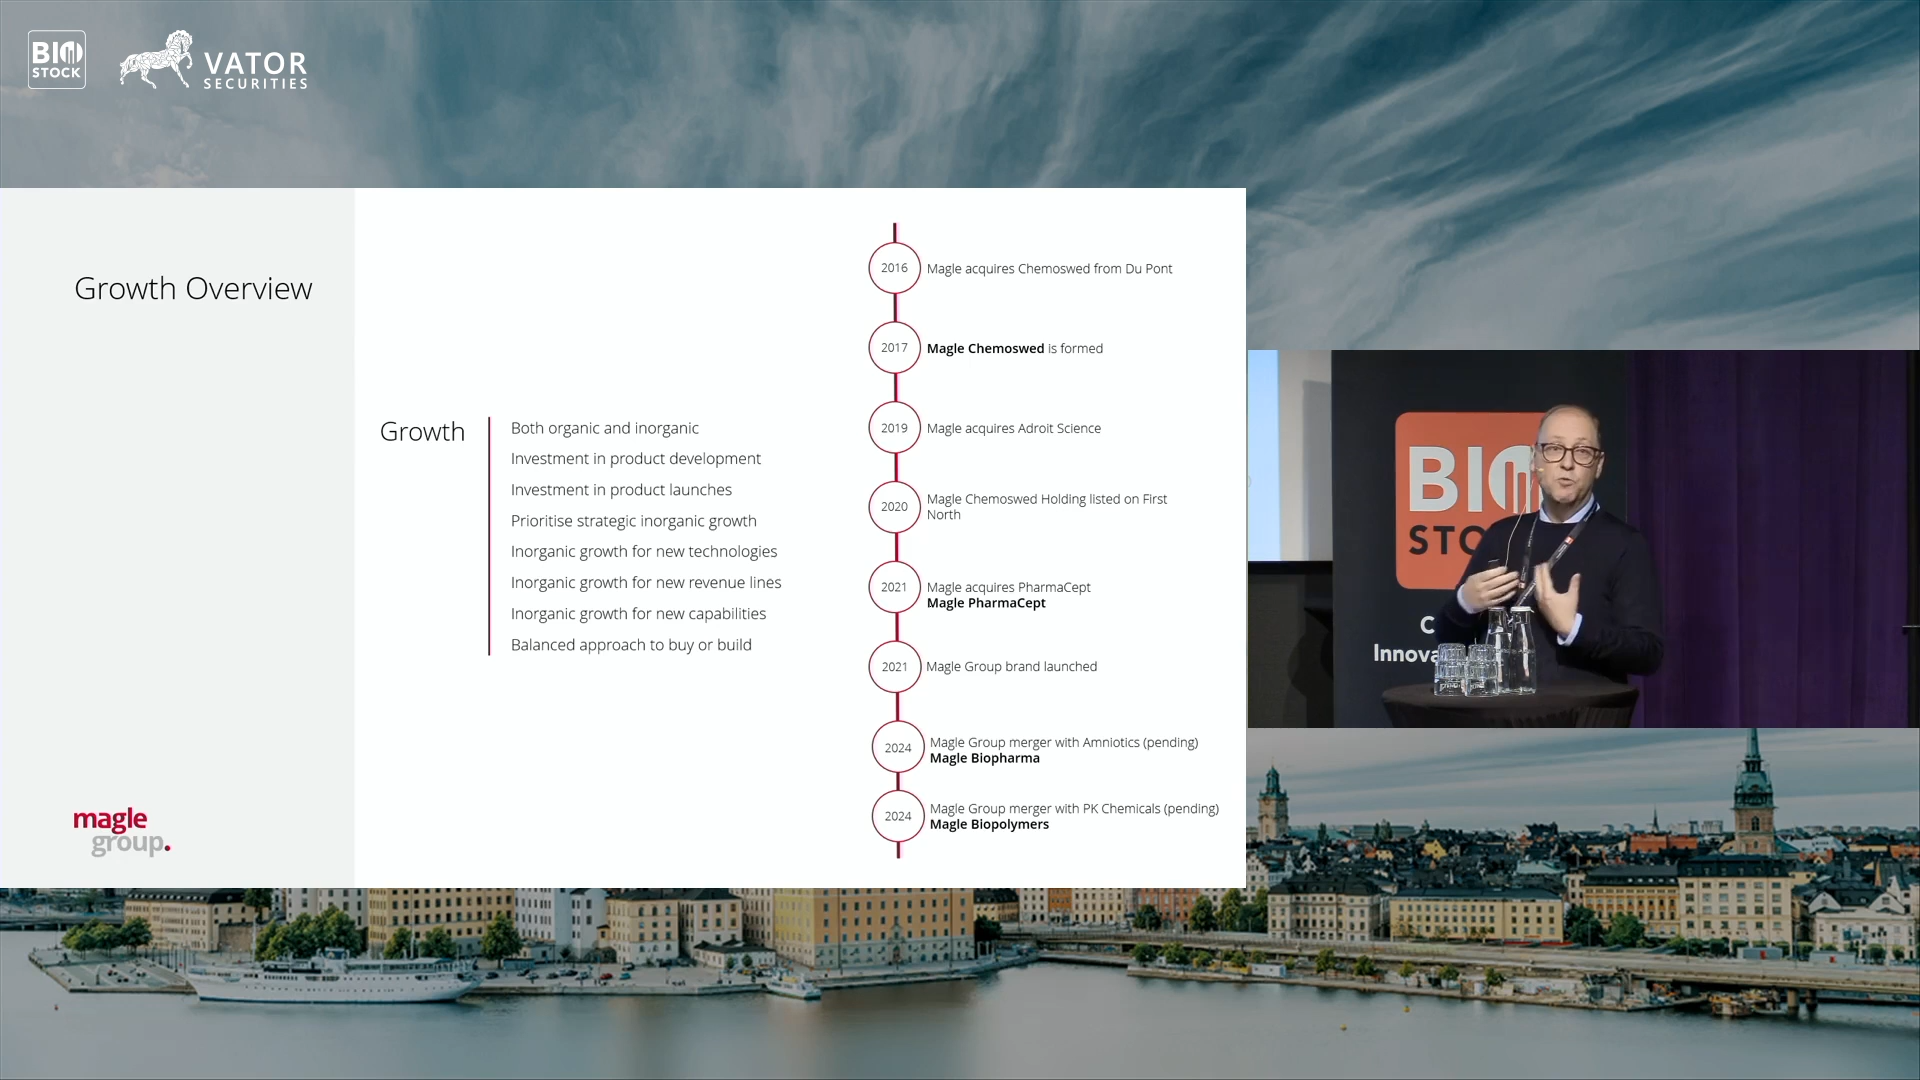 BIO
STOCK
VATOR
SECURITIES
Growth Overview
Growth
Both organic and inorganic
Investment in product development
Investment in product launches
Prioritise strategic inorganic growth
Inorganic growth for new technologies
Inorganic growth for new revenue lines
Inorganic growth for new capabilities
Balanced approach to buy or build
2016
Magle acquires Chemoswed from Du Pont
2017
Magle Chemoswed is formed
2019
Magle acquires Adroit Science
2020
Magle Chemoswed Holding listed on First
North
2021
Magle acquires PharmaCept
Magle PharmaCept
2021
Magle Group brand launched
2024
Magle Group merger with Amniotics (pending)
Magle Biopharma
2024
Magle Group merger with PK Chemicals (pending)
Magle Biopolymers
magle
group.
BIO
STO
C
Innova